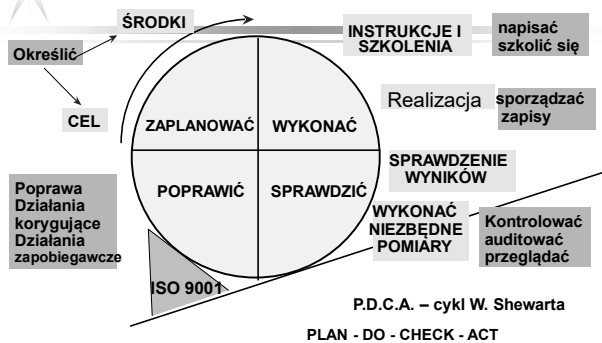 ŚRODKI
Określić
CEL
INSTRUKCJE I
SZKOLENIA
napisać
szkolić się
ZAPLANOWAĆ
WYKONAĆ
Realizacja
sporządzać
zapisy
POPRAWIĆ
SPRAWDZIĆ
SPRAWDZENIE
WYNIKÓW
Poprawa
Działania
korygujące
Działania
zapobiegawcze
WYKONAĆ
NIEZBĘDNE
POMIARY
Kontrolować
auditować
przeglądać
ISO 9001
P.D.C.A. – cykl W. Shewarta
PLAN - DO - CHECK - ACT